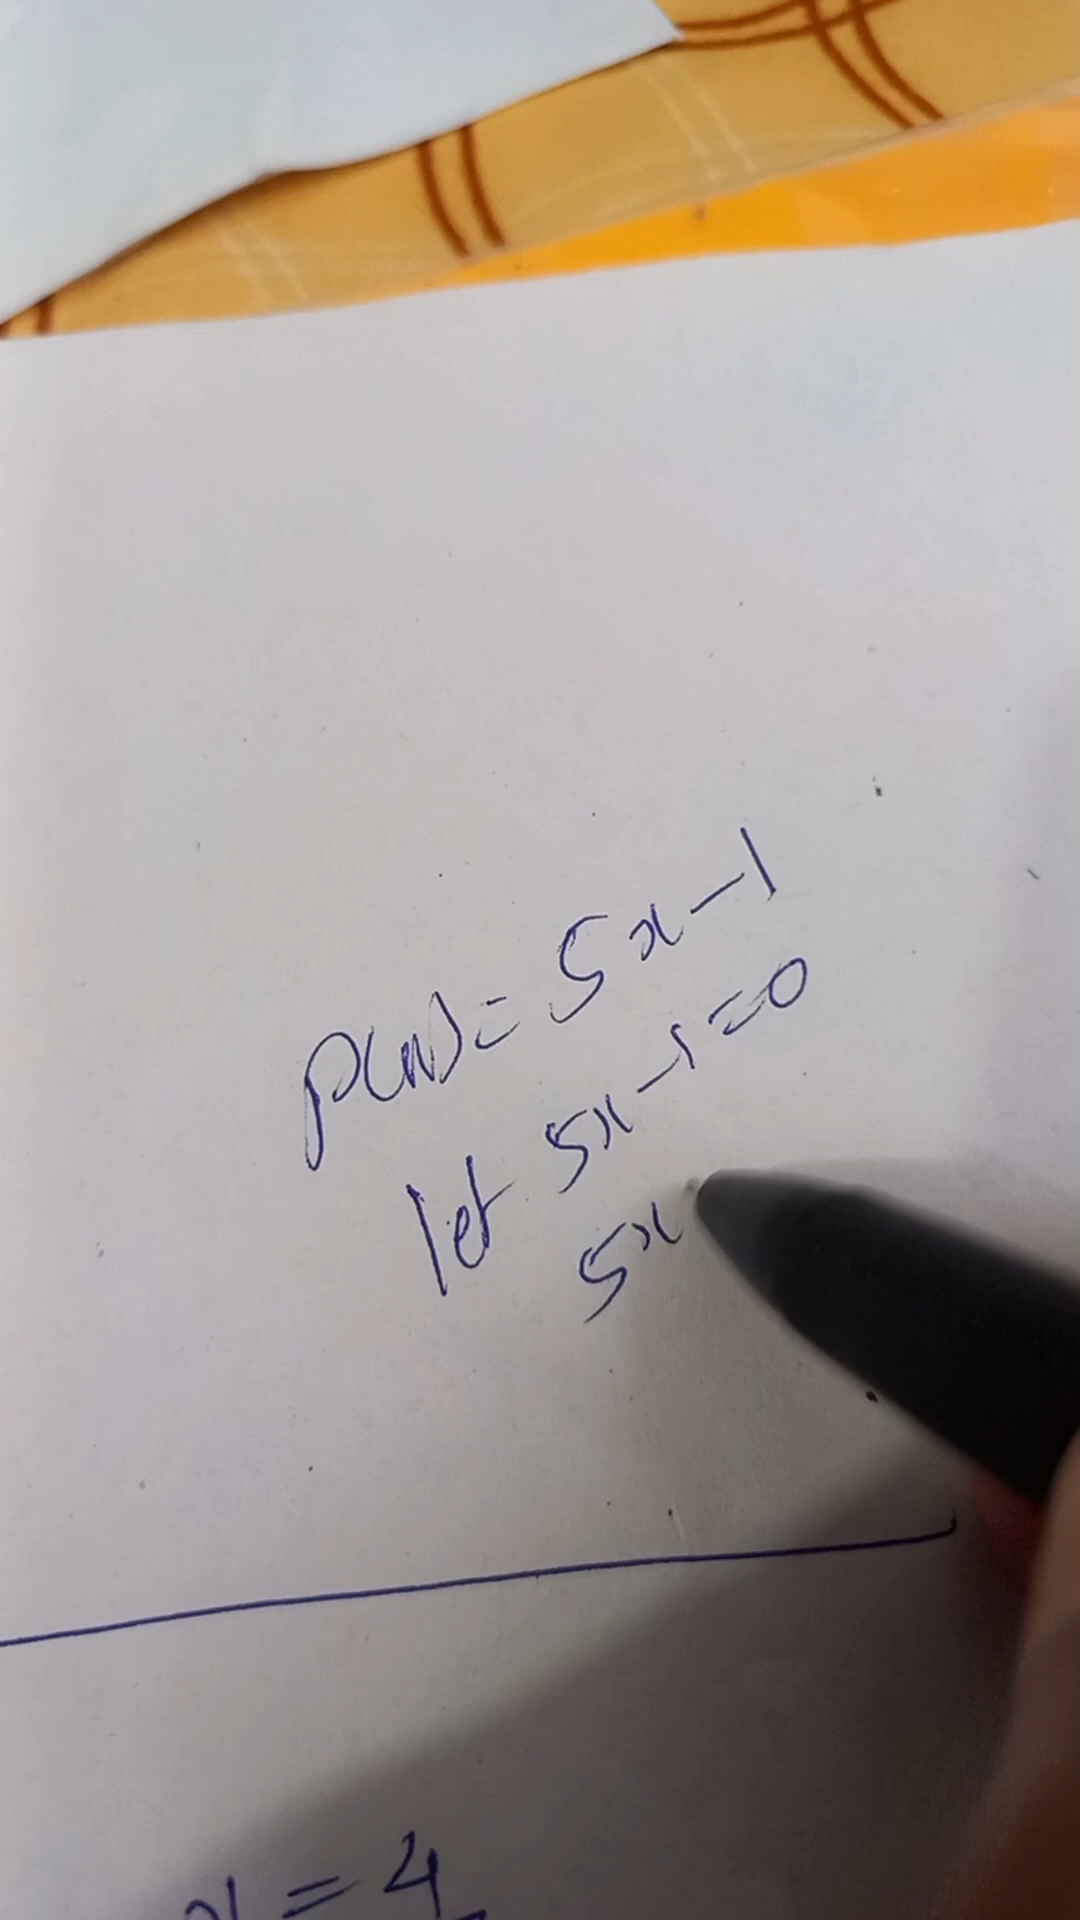 p(x) = 5x - 1
let 5x - 1 = 0
5x
x = 4